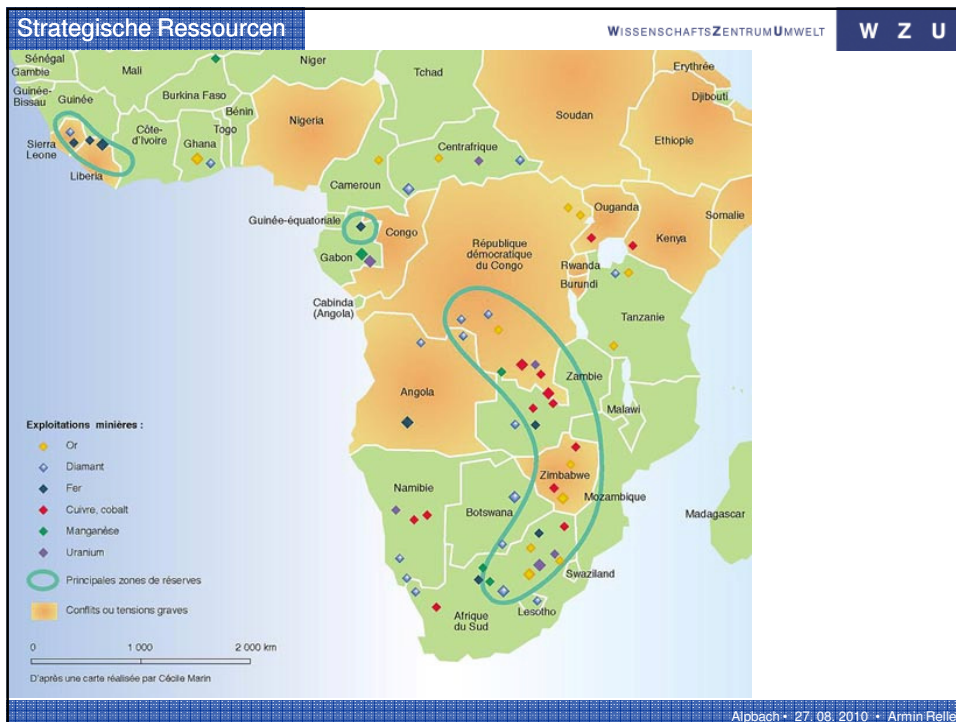 Strategische Ressourcen
WISSENSCHAFTSZENTRUMUMWELT
W Z U
Sénégal
Gambie
Guinée-
Bissau
Guinée
Mali
Niger
Tchad
Erythrée
Djibouti
Burkina Faso
Bénin
Togo
Côte-
d'Ivoire
Ghana
Nigeria
Soudan
Ethiopie
Sierra
Leone
Liberia
Centrafrique
Cameroun
Guinée-équatoriale
Congo
Gabon
République
démocratique
du Congo
Ouganda
Somalie
Kenya
Rwanda
Burundi
Cabinda
(Angola)
Tanzanie
Angola
Zambie
Malawi
Zimbabwe
Mozambique
Namibie
Botswana
Madagascar
Swaziland
Lesotho
Afrique
du Sud
Exploitations minières :
Or
Diamant
Fer
Cuivre, cobalt
Manganèse
Uranium
Principales zones de réserves
Conflits ou tensions graves
0 1 000 2 000 km
D'après une carte réalisée par Cécile Marin
Alpbach • 27. 08. 2010 • Armin Relle